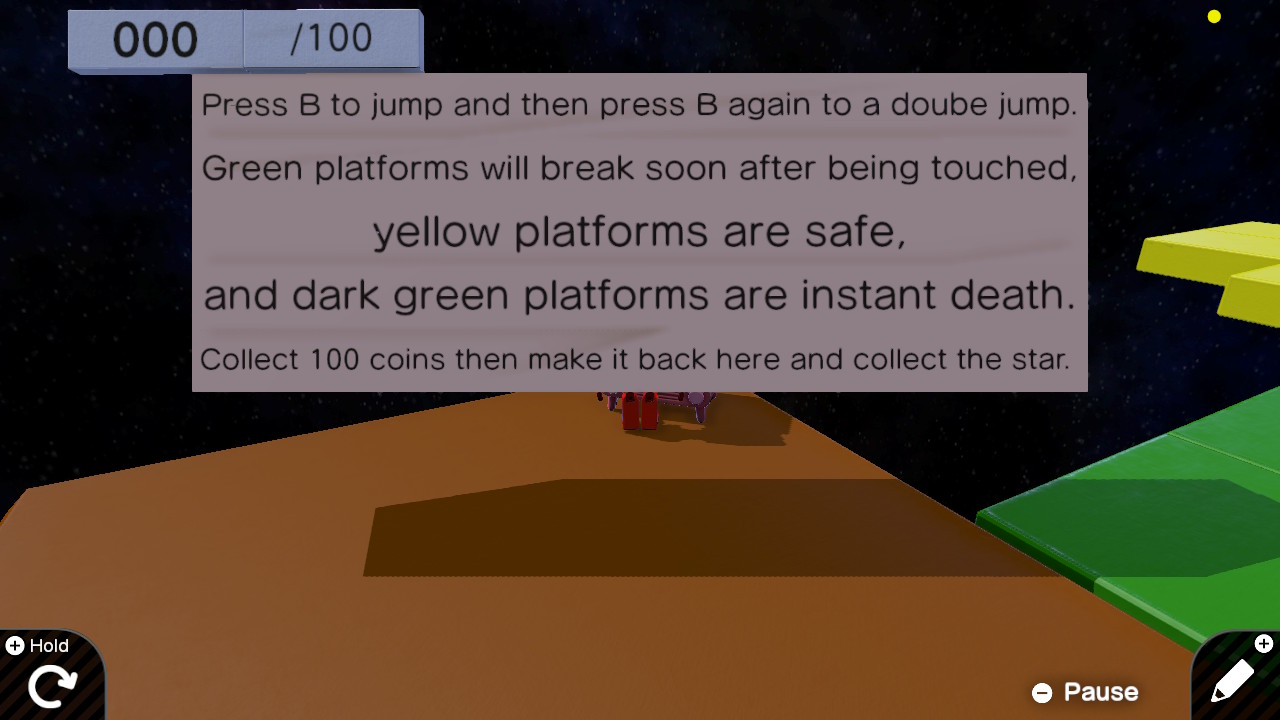 000 /100
Press B to jump and then press B again to a doube jump.
Green platforms will break soon after being touched,
yellow platforms are safe,
and dark green platforms are instant death.
Collect 100 coins then make it back here and collect the star.
Hold
Pause